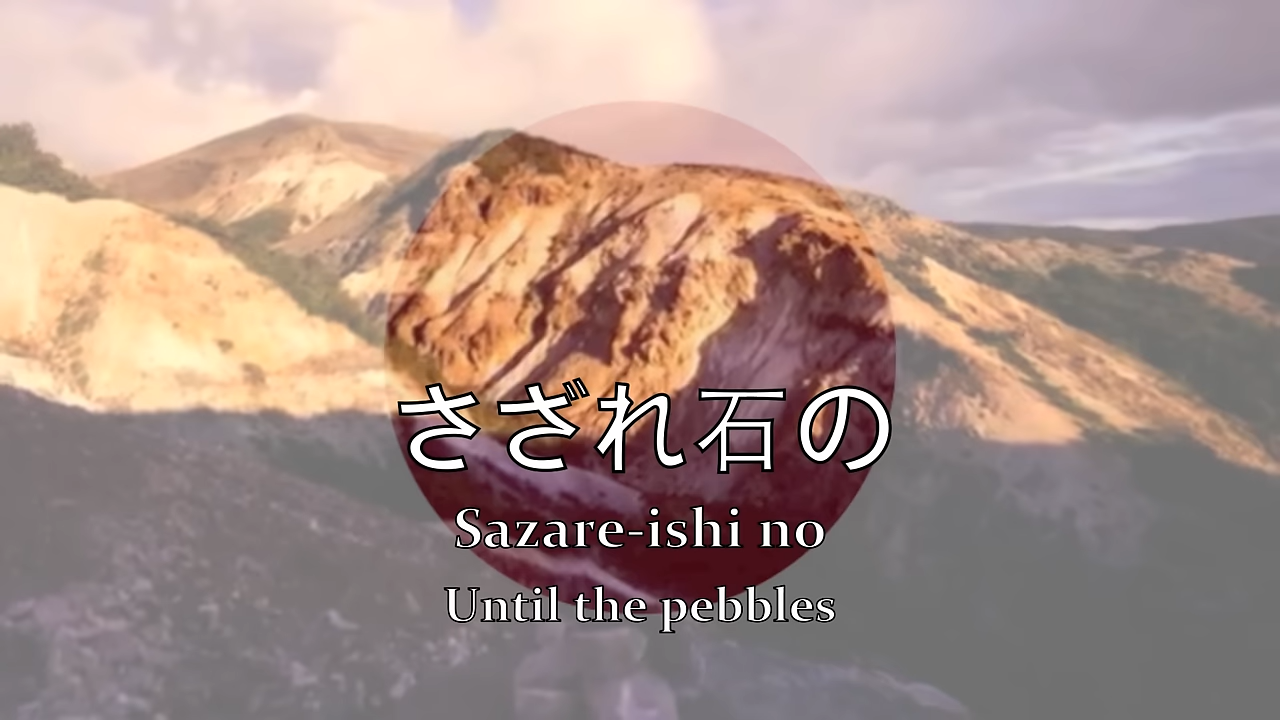 さざれ石の
Sazare-ishi no
Until the pebbles